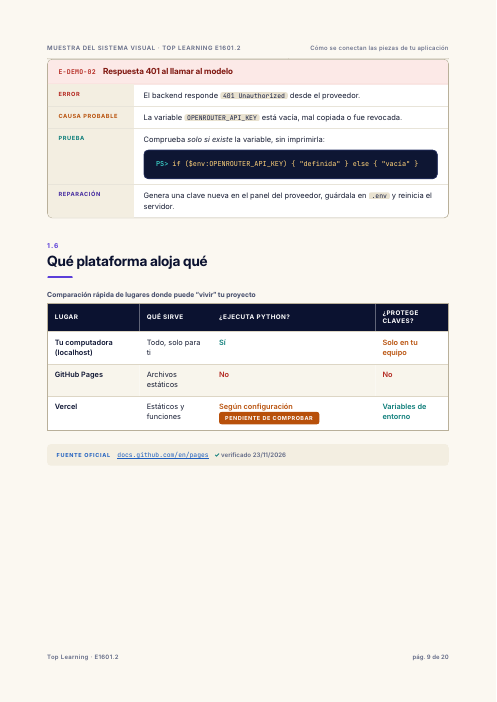 MUESTRA DEL SISTEMA VISUAL · TOP LEARNING E1601.2
Cómo se conectan las piezas de tu aplicación
E-DEMO-02 Respuesta 401 al llamar al modelo
ERROR
El backend responde 401 Unauthorized desde el proveedor.
CAUSA PROBABLE
La variable OPENROUTER_API_KEY está vacía, mal copiada o fue revocada.
PRUEBA
Comprueba solo si existe la variable, sin imprimirla:
PS> if ($env:OPENROUTER_API_KEY) { "definida" } else { "vacía" }
REPARACIÓN
Genera una clave nueva en el panel del proveedor, guárdala en .env y reinicia el
servidor.
1.6
Qué plataforma aloja qué
Comparación rápida de lugares donde puede "vivir" tu proyecto
LUGAR
QUÉ SIRVE
¿EJECUTA PYTHON?
¿PROTEGE
CLAVES?
Tu computadora
(localhost)
Todo, solo para
ti
Sí
Solo en tu
equipo
GitHub Pages
Archivos
estáticos
No
No
Vercel
Estáticos y
funciones
Según configuración
PENDIENTE DE COMPROBAR
Variables de
entorno
FUENTE OFICIAL docs.github.com/en/pages ✓ verificado 23/11/2026
Top Learning · E1601.2
pág. 9 de 20